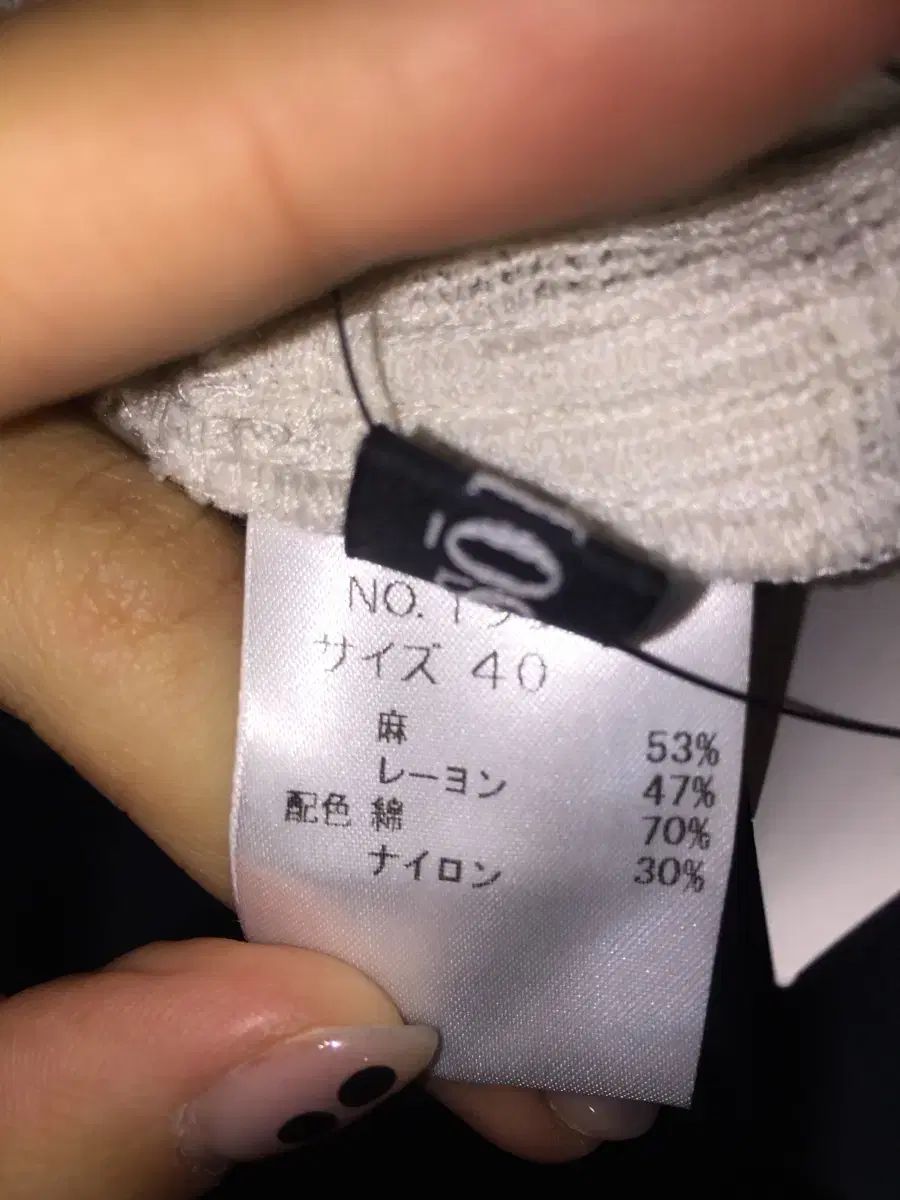 NO.
サイズ 40
麻 53%
レーヨン 47%
配色 綿 70%
ナイロン 30%